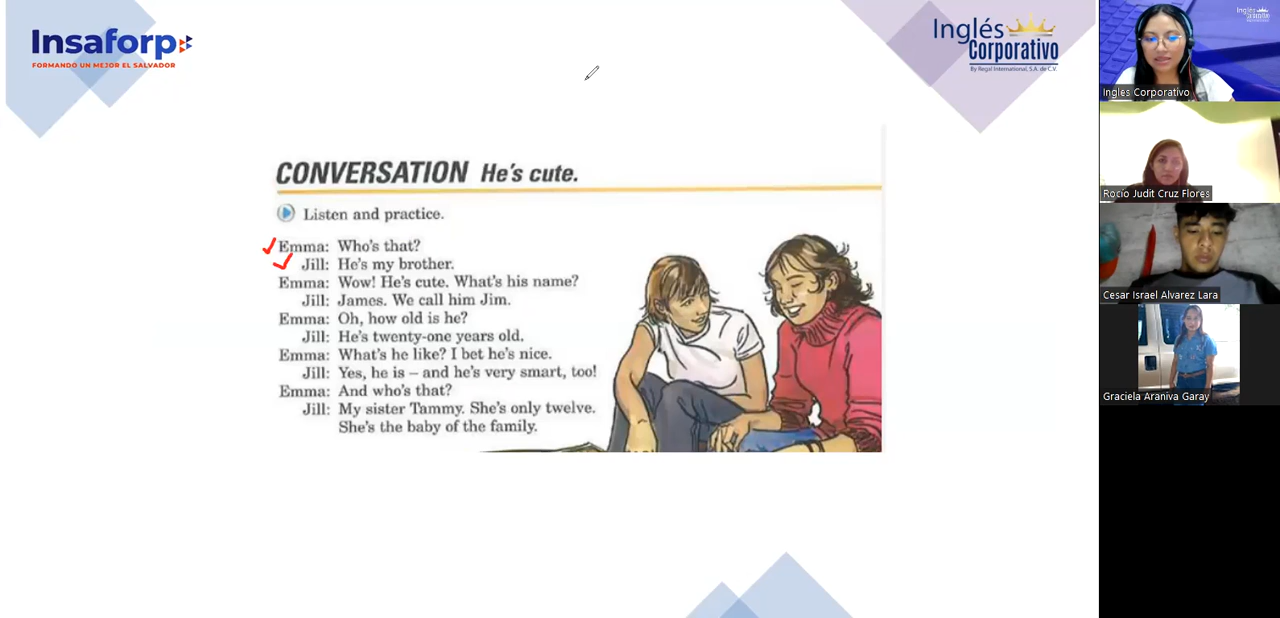 Insaforp
FORMANDO UN MEJOR EL SALVADOR
Inglés
Corporativo
By Regal International, S.A. de C.V.
CONVERSATION He's cute.
Listen and practice.
Emma: Who's that?
Jill: He's my brother.
Emma: Wow! He's cute. What's his name?
Jill: James. We call him Jim.
Emma: Oh, how old is he?
Jill: He's twenty-one years old.
Emma: What's he like? I bet he's nice.
Jill: Yes, he is – and he's very smart, too!
Emma: And who's that?
Jill: My sister Tammy. She's only twelve.
She's the baby of the family.
Inglés
Inglés Corporativo
Rocío Judit Cruz Flores
Cesar Israel Alvarez Lara
Graciela Araniva Garay